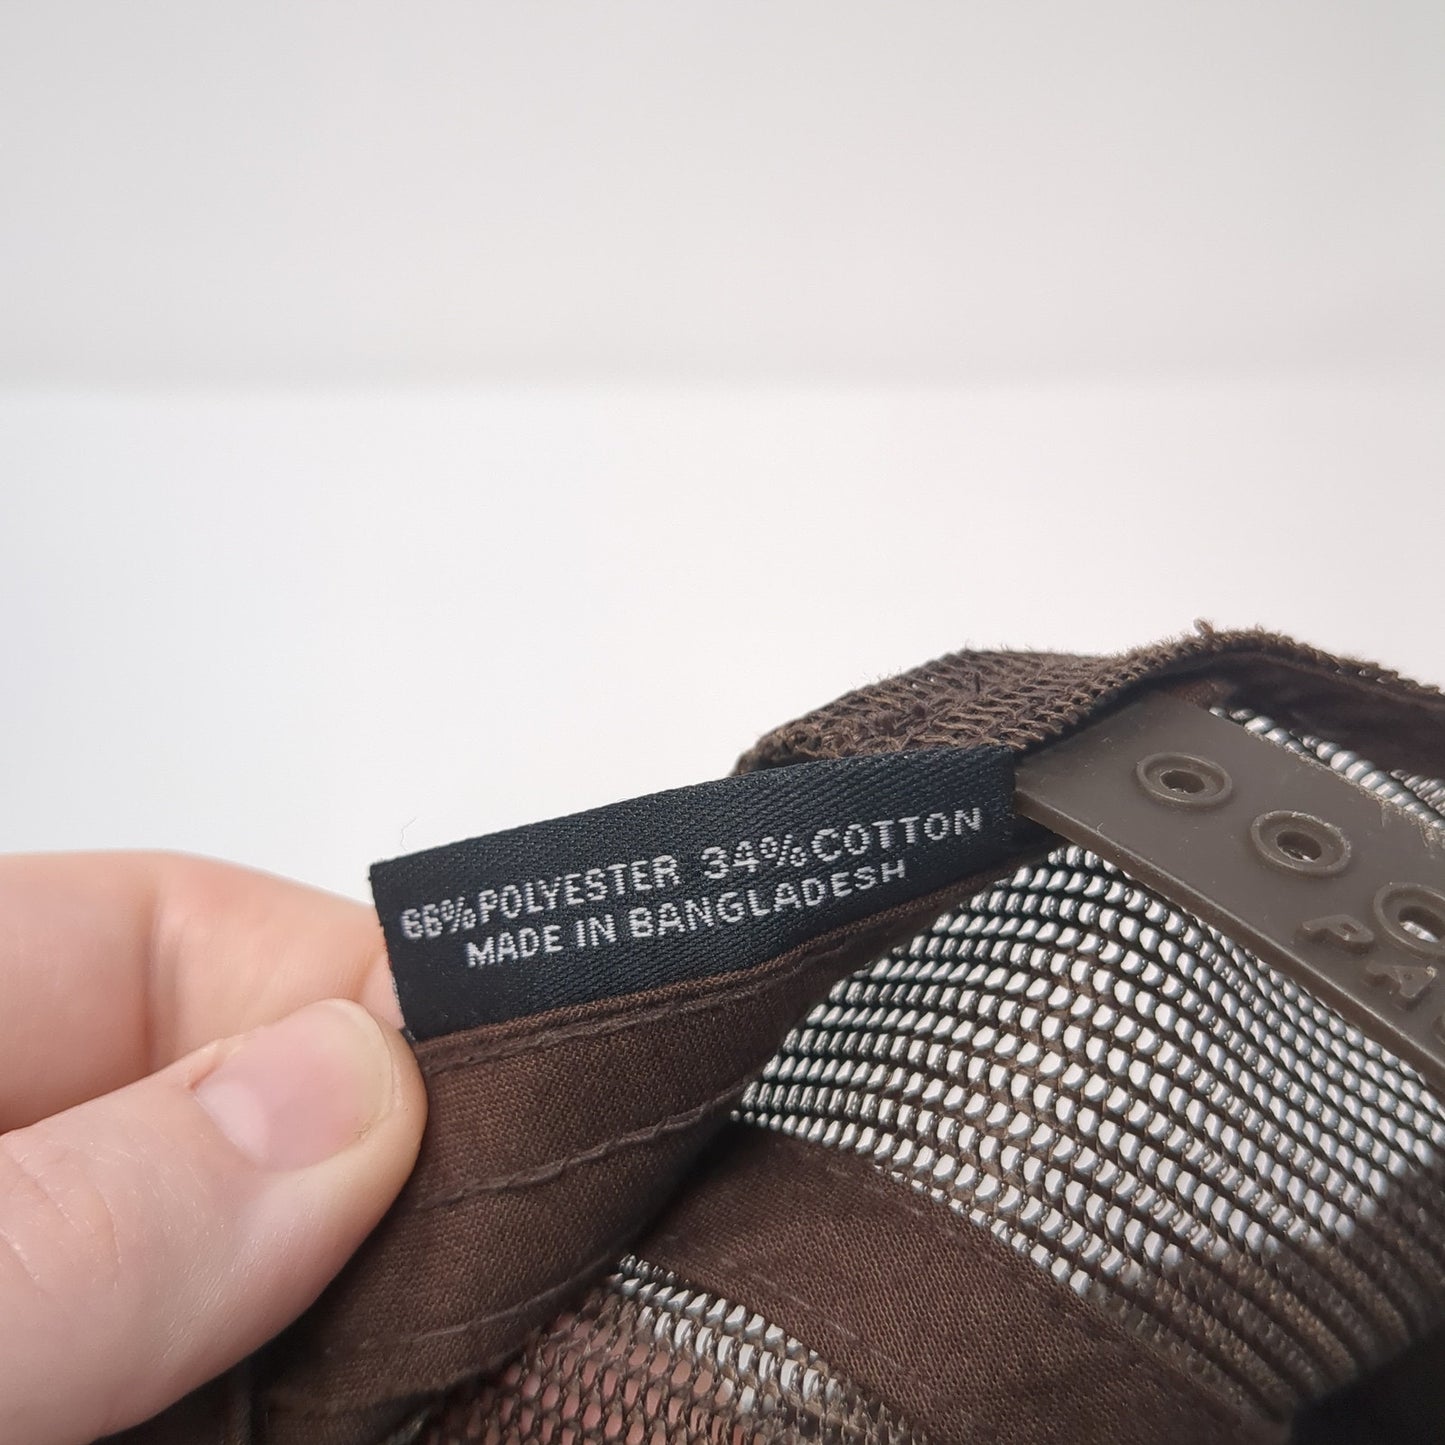 66% POLYESTER 34% COTTON
MADE IN BANGLADESH